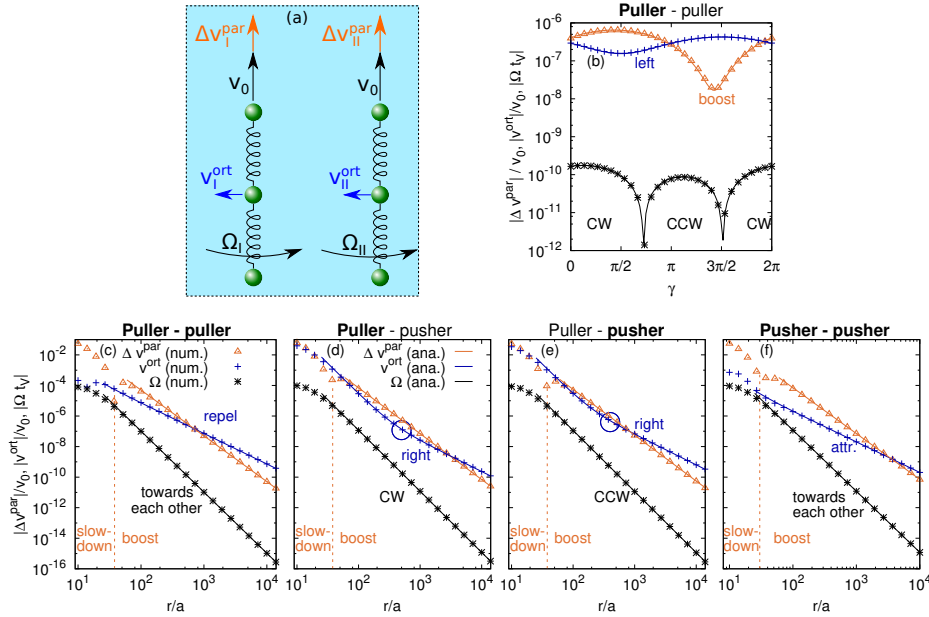 (a)
Δv_I^par
Δv_II^par
v_0
v_0
v_I^ort
v_II^ort
Ω_I
Ω_II
Puller - puller
|Δ v^par| / v_0, |v^ort|/v_0, |Ω t_V|
10^-6
10^-7
10^-8
10^-9
10^-10
10^-11
10^-12
(b)
left
boost
CW
CCW
CW
0
π/2
π
3π/2
2π
γ
Puller - puller
|Δv^par|/v_0, |v^ort|/v_0, |Ω t_V|
10^-2
10^-4
10^-6
10^-8
10^-10
10^-12
10^-14
10^-16
(c)
Δ v^par (num.)
v^ort (num.)
Ω (num.)
repel
towards
each other
slow-
down
boost
10^1
10^2
10^3
10^4
r/a
Puller - pusher
(d)
Δ v^par (ana.)
v^ort (ana.)
Ω (ana.)
right
CW
slow-
down
boost
10^1
10^2
10^3
10^4
r/a
Puller - pusher
(e)
right
CCW
slow-
down
boost
10^1
10^2
10^3
10^4
r/a
Pusher - pusher
(f)
attr.
towards
each other
slow-
down
boost
10^1
10^2
10^3
10^4
r/a